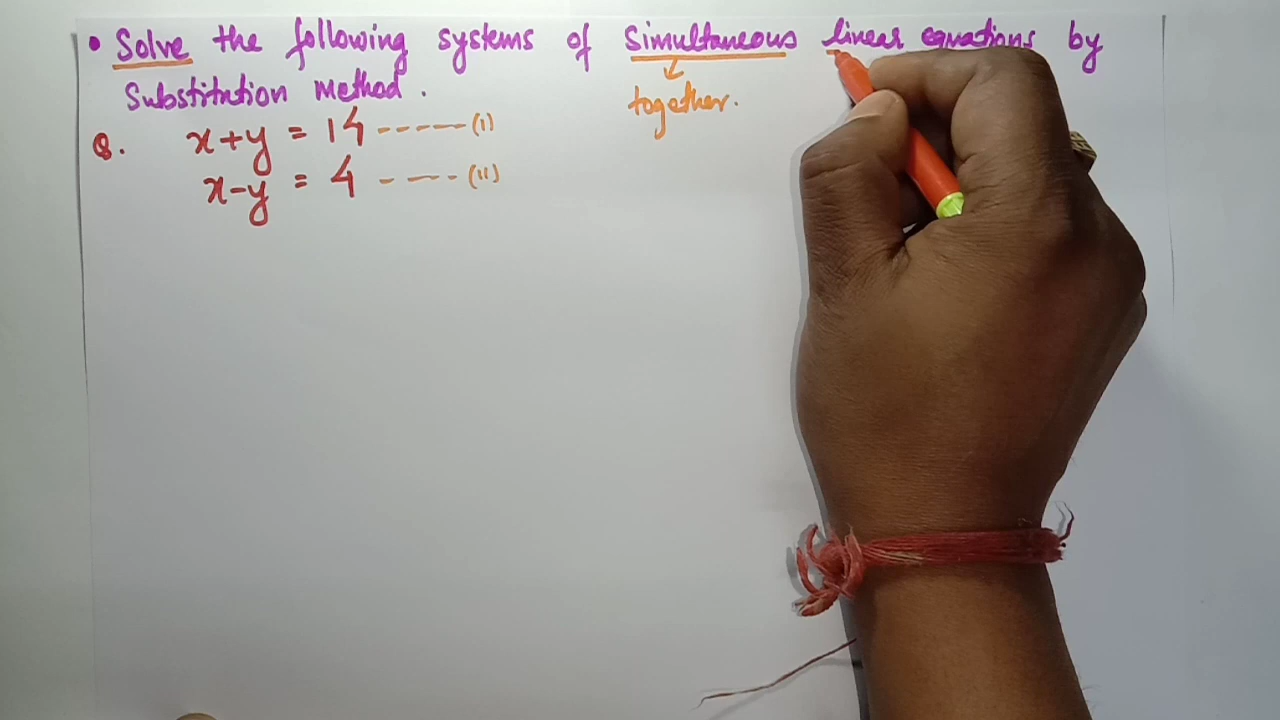 • Solve the following systems of Simultaneous linear equations by
Substitution Method.
together.
Q. x+y = 14 ------(I)
x-y = 4 -----(II)